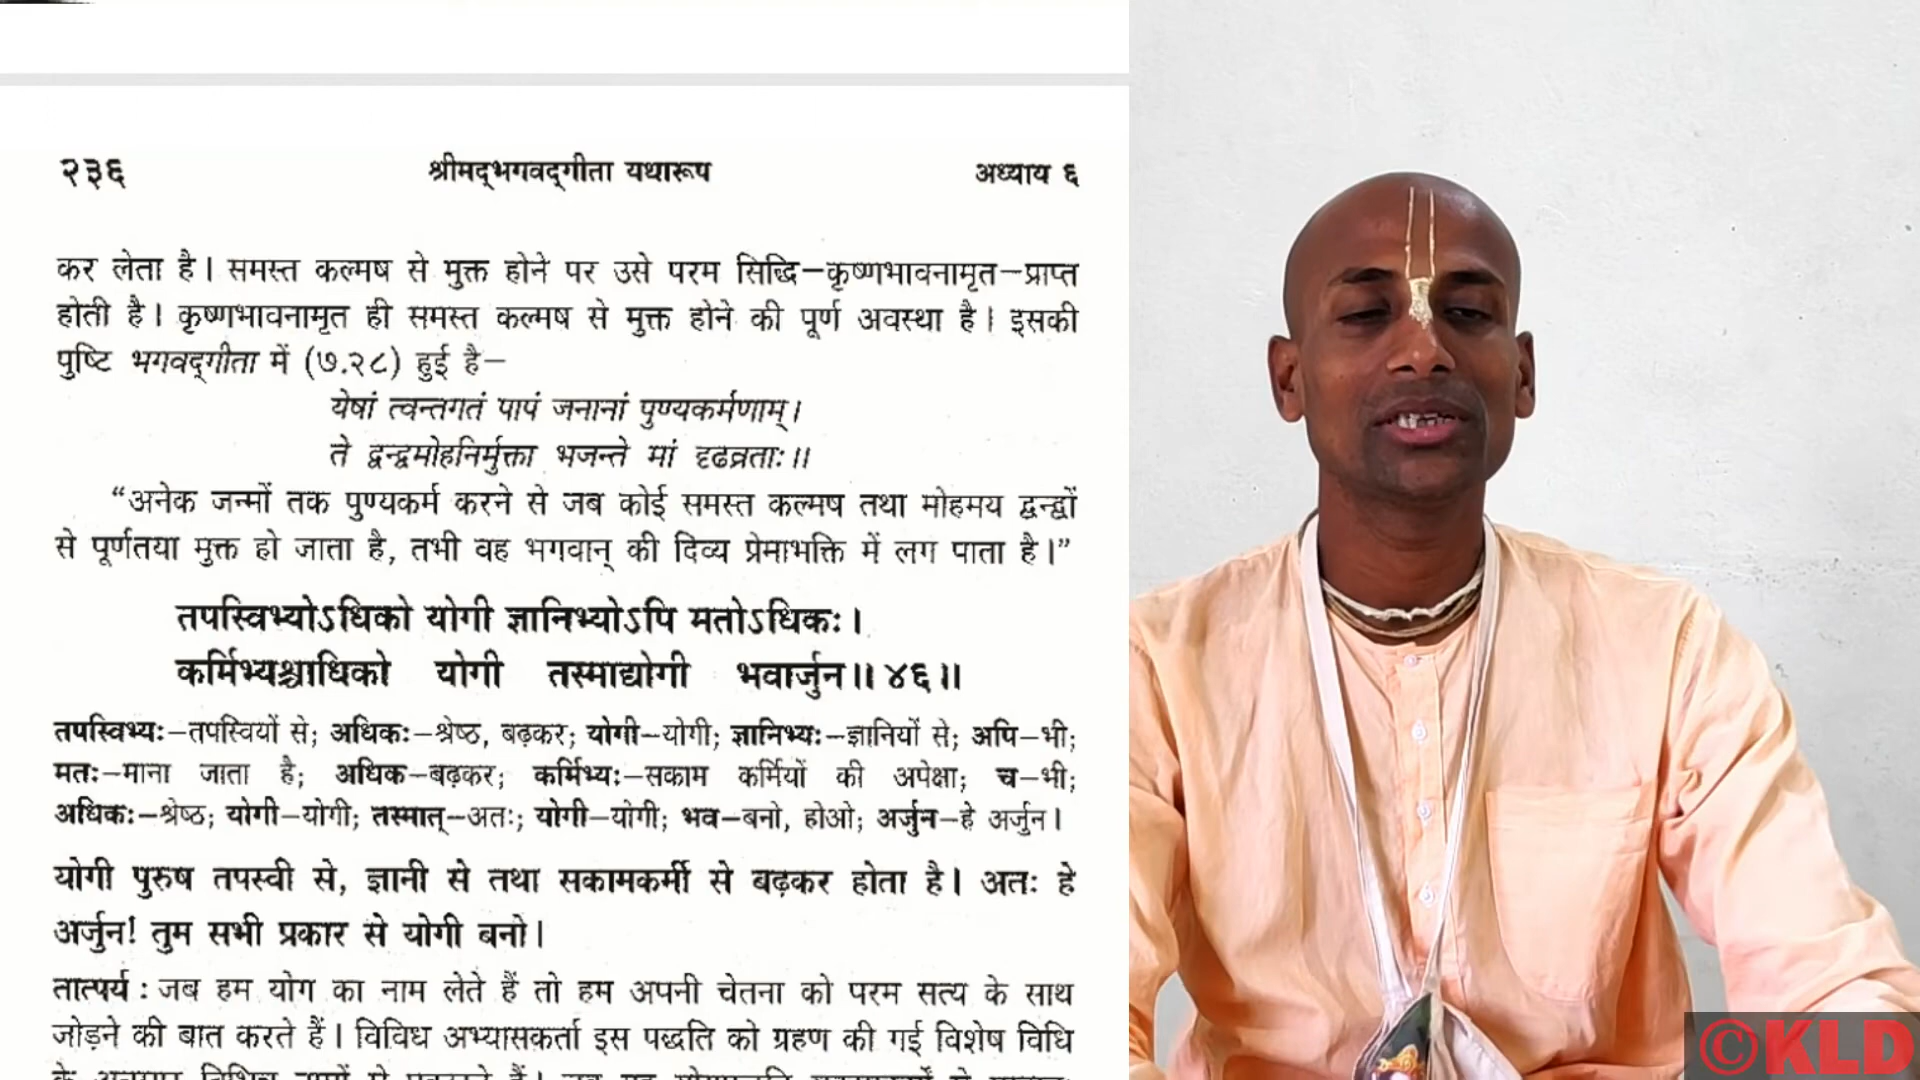 २३६ श्रीमद्‌भगवद्‌गीता यथारूप अध्याय ६
कर लेता है। समस्त कल्मष से मुक्त होने पर उसे परम सिद्धि–कृष्णभावनामृत–प्राप्त
होती है। कृष्णभावनामृत ही समस्त कल्मष से मुक्त होने की पूर्ण अवस्था है। इसकी
पुष्टि भगवद्‌गीता में (७.२८) हुई है–
येषां त्वन्तगतं पापं जनानां पुण्यकर्मणाम्।
ते द्वन्द्वमोहनिर्मुक्ता भजन्ते मां दृढव्रताः।।
“अनेक जन्मों तक पुण्यकर्म करने से जब कोई समस्त कल्मष तथा मोहमय द्वन्द्वों
से पूर्णतया मुक्त हो जाता है, तभी वह भगवान् की दिव्य प्रेमाभक्ति में लग पाता है।”
तपस्विभ्योऽधिको योगी ज्ञानिभ्योऽपि मतोऽधिकः।
कर्मिभ्यश्चाधिको योगी तस्माद्योगी भवार्जुन।। ४६।।
तपस्विभ्यः–तपस्वियों से; अधिकः–श्रेष्ठ, बढ़कर; योगी–योगी; ज्ञानिभ्यः–ज्ञानियों से; अपि–भी;
मतः–माना जाता है; अधिक–बढ़कर; कर्मिभ्यः–सकाम कर्मियों की अपेक्षा; च–भी;
अधिकः–श्रेष्ठ; योगी–योगी; तस्मात्–अतः; योगी–योगी; भव–बनो, होओ; अर्जुन–हे अर्जुन।
योगी पुरुष तपस्वी से, ज्ञानी से तथा सकामकर्मी से बढ़कर होता है। अतः हे
अर्जुन! तुम सभी प्रकार से योगी बनो।
तात्पर्य : जब हम योग का नाम लेते हैं तो हम अपनी चेतना को परम सत्य के साथ
जोड़ने की बात करते हैं। विविध अभ्यासकर्ता इस पद्धति को ग्रहण की गई विशेष विधि
©KLD